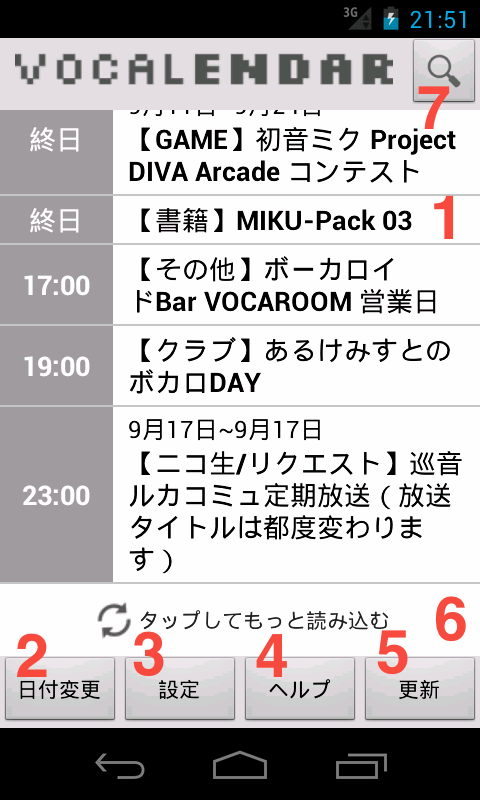 3G 21:51
VOCALENDAR
7
終日
【GAME】初音ミク Project
DIVA Arcade コンテスト
終日
【書籍】MIKU-Pack 03
1
17:00
【その他】ボーカロイ
ドBar VOCAROOM 営業日
19:00
【クラブ】あるけみすとの
ボカロDAY
23:00
9月17日~9月17日
【ニコ生/リクエスト】巡音
ルカコミュ定期放送（放送
タイトルは都度変わりま
す）
タップしてもっと読み込む
6
2
3
4
5
日付変更
設定
ヘルプ
更新